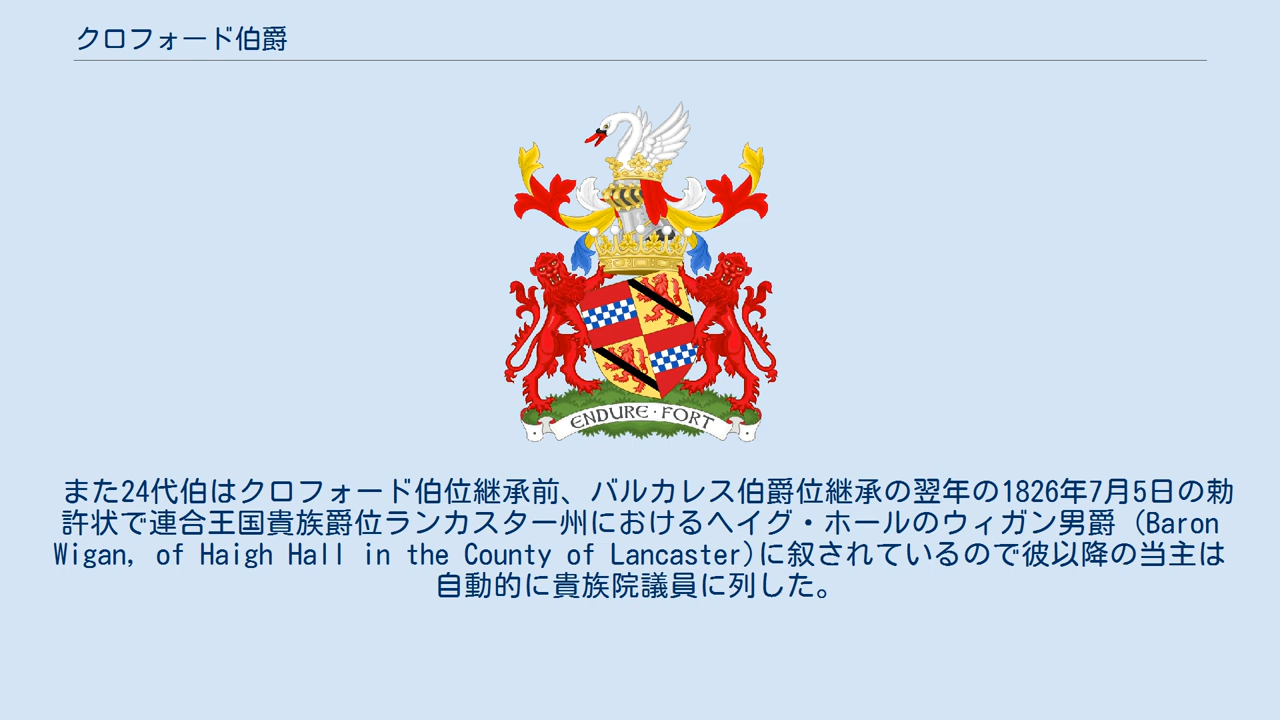 クロフォード伯爵
ENDURE·FORT
また24代伯はクロフォード伯位継承前、バルカレス伯爵位継承の翌年の1826年7月5日の勅
許状で連合王国貴族爵位ランカスター州におけるヘイグ・ホールのウィガン男爵 (Baron
Wigan, of Haigh Hall in the County of Lancaster)に叙されているので彼以降の当主は
自動的に貴族院議員に列した。